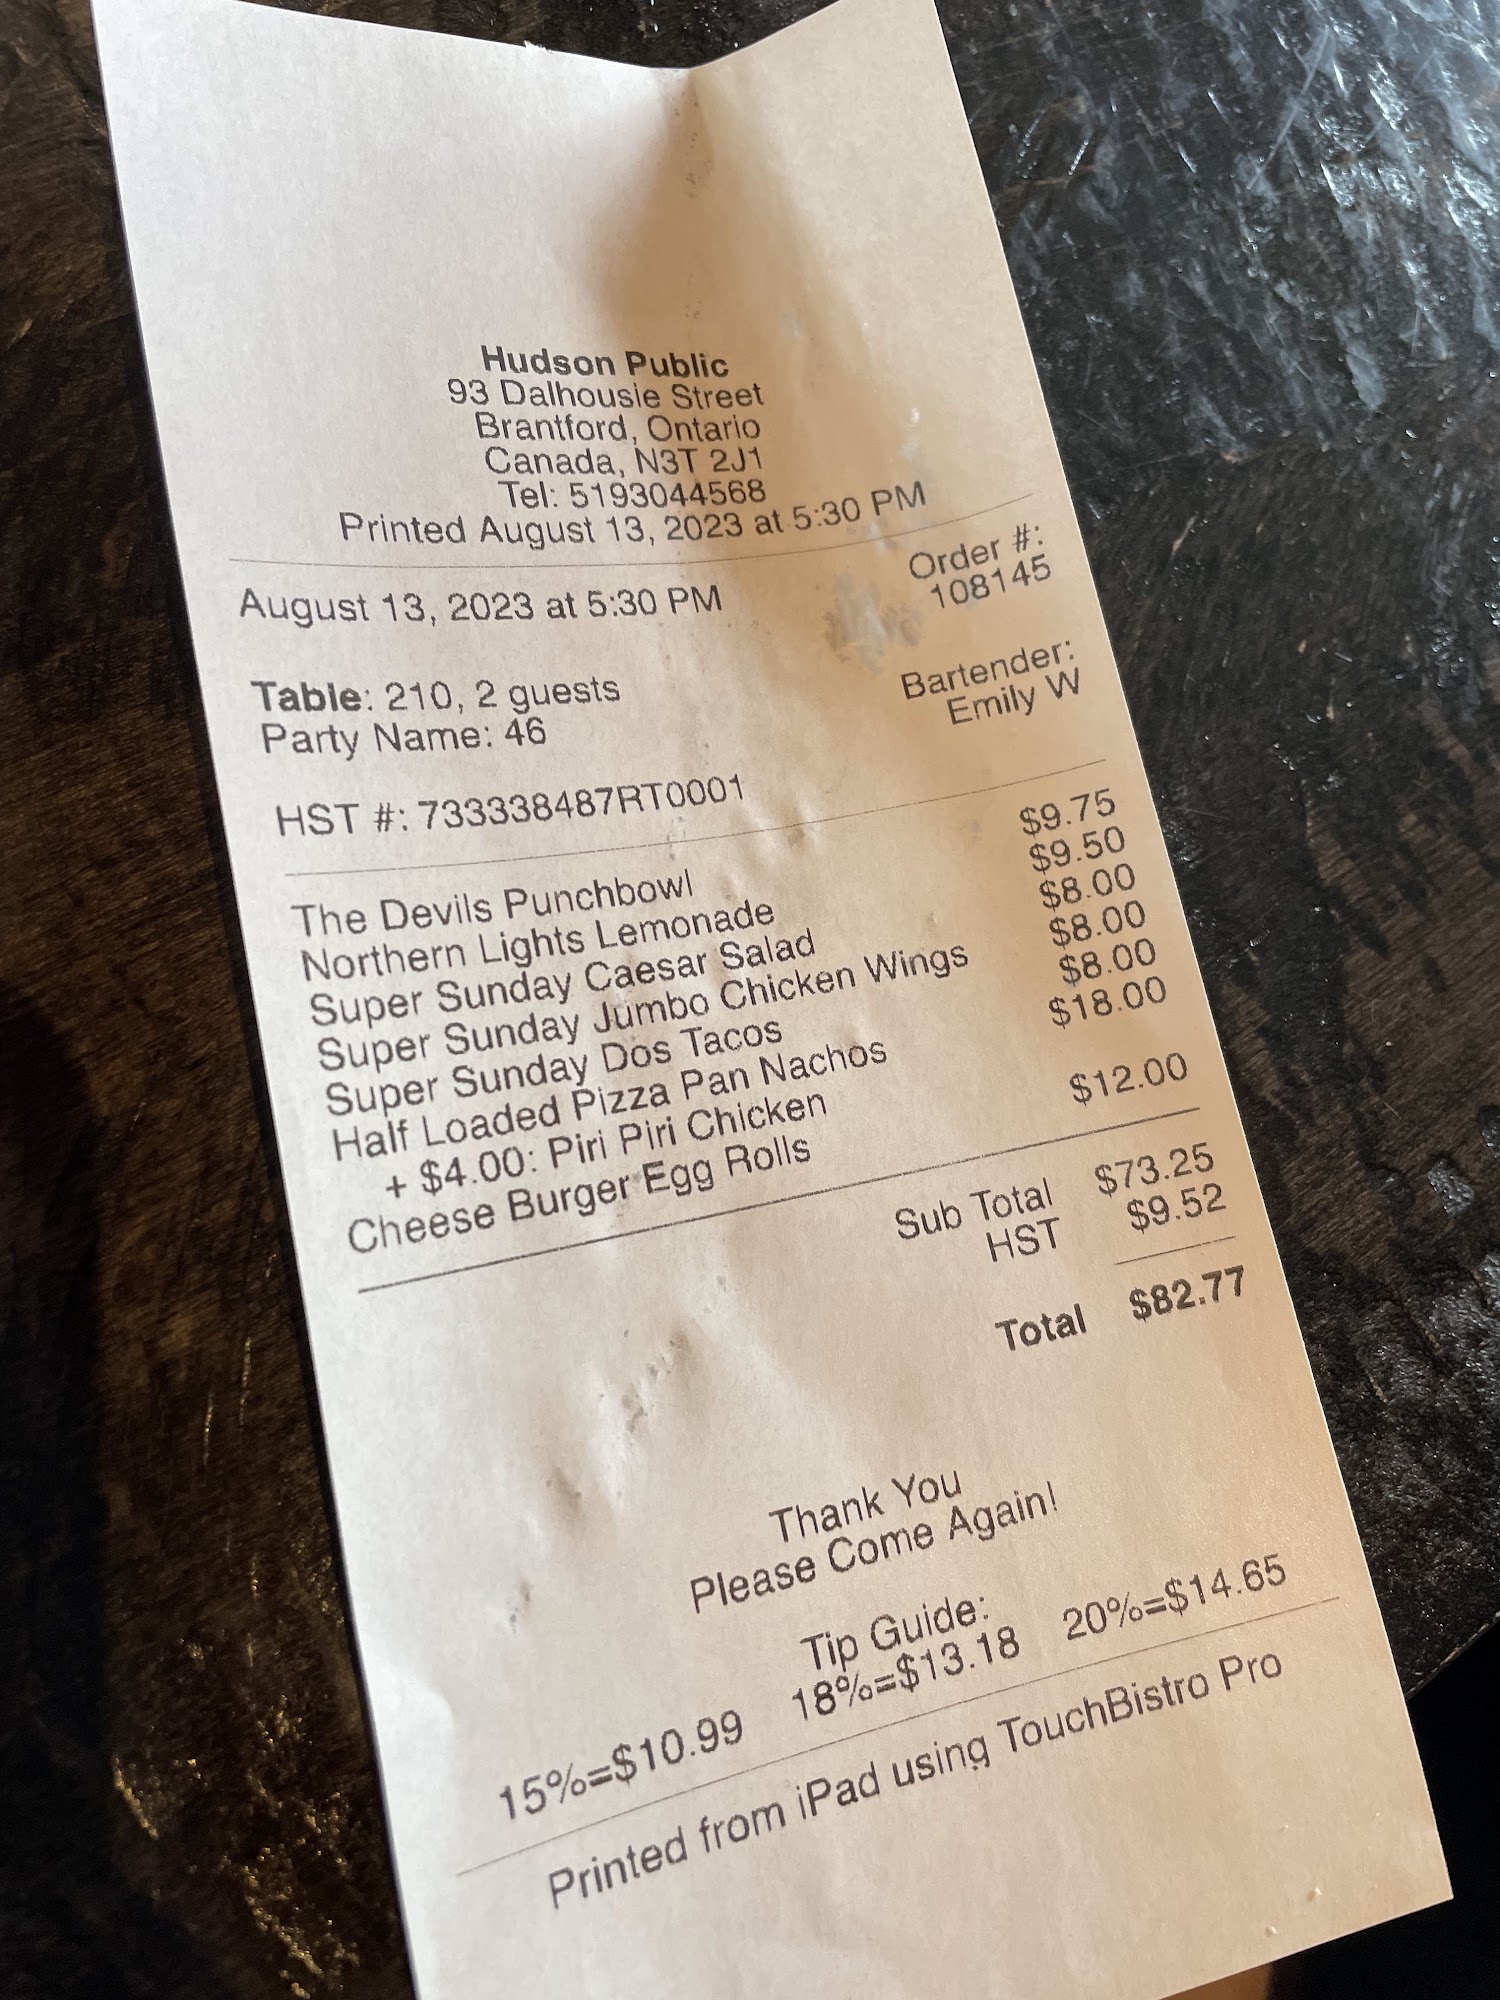 Hudson Public
93 Dalhousie Street
Brantford, Ontario
Canada, N3T 2J1
Tel: 5193044568
Printed August 13, 2023 at 5:30 PM
August 13, 2023 at 5:30 PM
Order #:
108145
Table: 210, 2 guests
Party Name: 46
Bartender:
Emily W
HST #: 733338487RT0001
The Devils Punchbowl $9.75
Northern Lights Lemonade $9.50
Super Sunday Caesar Salad $8.00
Super Sunday Jumbo Chicken Wings $8.00
Super Sunday Dos Tacos $8.00
Half Loaded Pizza Pan Nachos $18.00
+ $4.00: Piri Piri Chicken
Cheese Burger Egg Rolls $12.00
Sub Total $73.25
HST $9.52
Total $82.77
Thank You
Please Come Again!
Tip Guide:
15%=$10.99 18%=$13.18 20%=$14.65
Printed from iPad using TouchBistro Pro